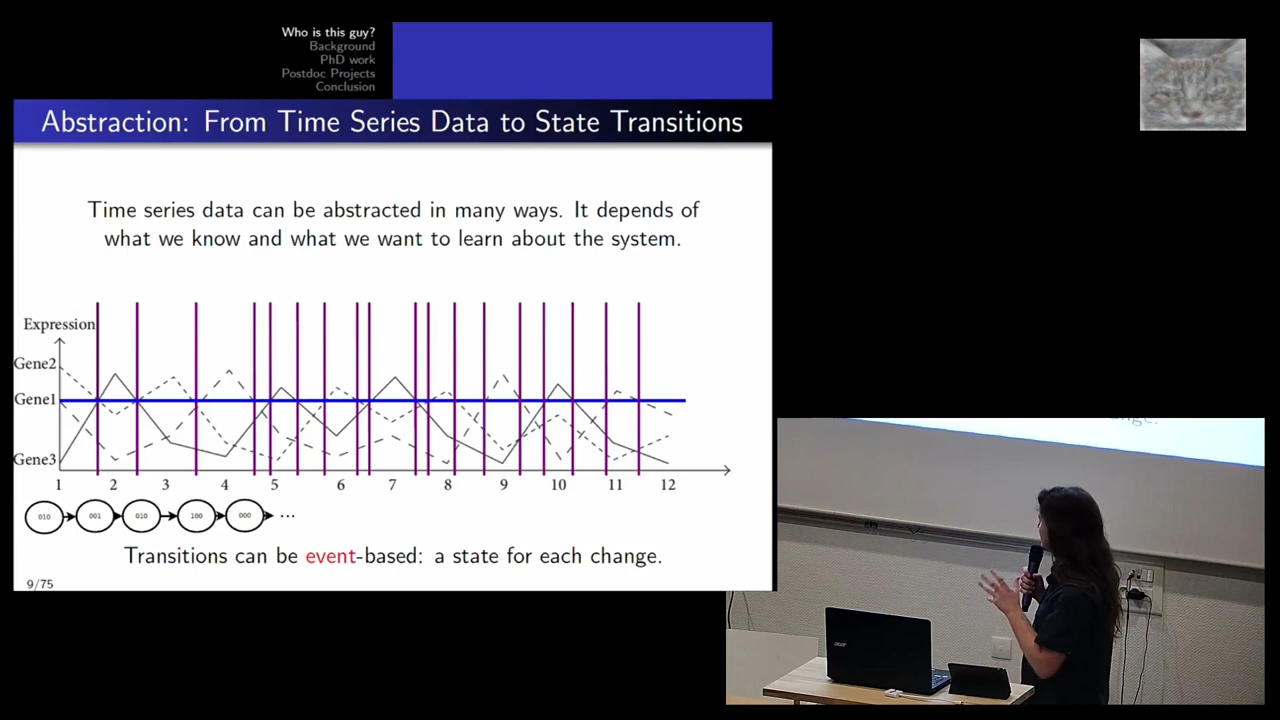 Who is this guy?
Background
PhD work
Postdoc Projects
Conclusion
Abstraction: From Time Series Data to State Transitions
Time series data can be abstracted in many ways. It depends of
what we know and what we want to learn about the system.
Expression
Gene2
Gene1
Gene3
1 2 3 4 5 6 7 8 9 10 11 12
010 001 010 100 000 ...
Transitions can be event-based: a state for each change.
9/75
acer